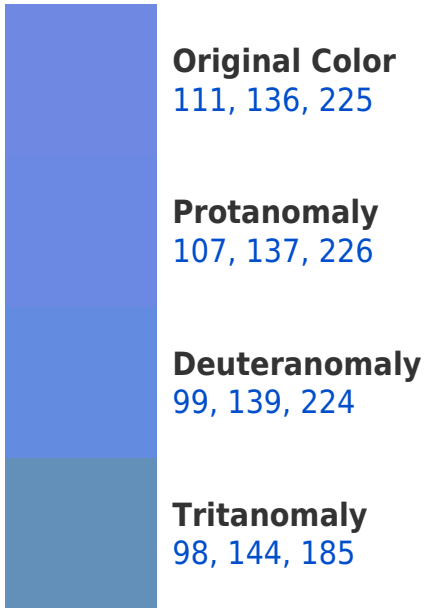 Original Color
111, 136, 225
Protanomaly
107, 137, 226
Deuteranomaly
99, 139, 224
Tritanomaly
98, 144, 185